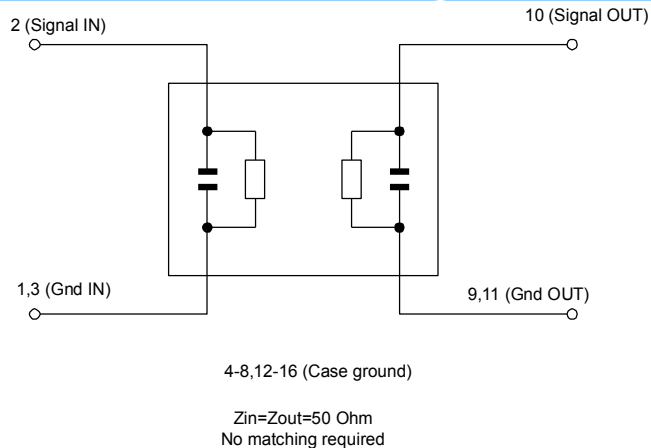 2 (Signal IN)
10 (Signal OUT)
1,3 (Gnd IN)
9,11 (Gnd OUT)
4-8,12-16 (Case ground)
Zin=Zout=50 Ohm
No matching required